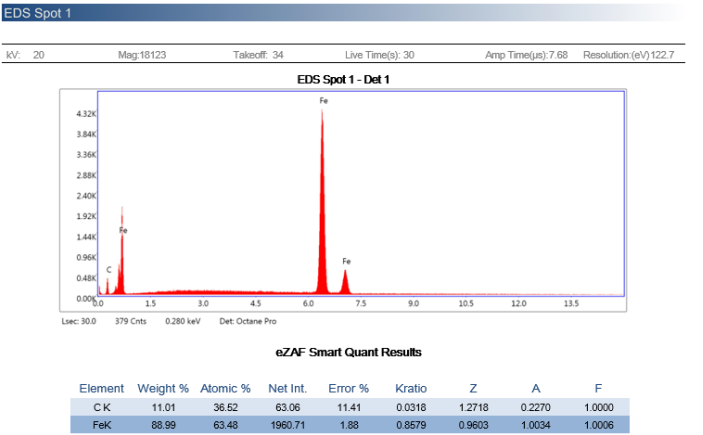 EDS Spot 1
kV: 20 Mag:18123 Takeoff: 34 Live Time(s): 30 Amp Time(µs):7.68 Resolution:(eV)122.7
EDS Spot 1 - Det 1
Fe
4.32K
3.84K
3.36K
2.88K
2.40K
1.92K
Fe
1.44K
Fe
0.96K
C
0.48K
0.00K
0.0 1.5 3.0 4.5 6.0 7.5 9.0 10.5 12.0 13.5
Lsec: 30.0 379 Cnts 0.280 keV Det: Octane Pro
eZAF Smart Quant Results
Element Weight % Atomic % Net Int. Error % Kratio Z A F
C K 11.01 36.52 63.06 11.41 0.0318 1.2718 0.2270 1.0000
FeK 88.99 63.48 1960.71 1.88 0.8579 0.9603 1.0034 1.0006